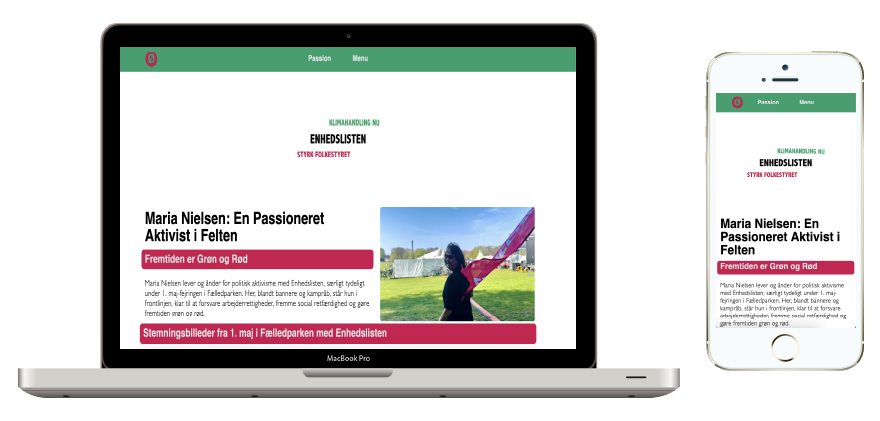 Passion Menu
KLIMAHANDLING NU
ENHEDSLISTEN
STYRK FOLKESTYRET
Maria Nielsen: En Passioneret
Aktivist i Felten
Fremtiden er Grøn og Rød
Maria Nielsen lever og ånder for politisk aktivisme med Enhedslisten, særligt tydeligt
under 1. maj-fejringen i Fælledparken. Her, blandt bannere og kampråb, står hun i
frontlinjen, klar til at forsvare arbejderrettigheder, fremme social retfærdighed og gøre
fremtiden grøn og rød.
Stemningsbilleder fra 1. maj i Fælledparken med Enhedslisten
MacBook Pro
Passion Menu
KLIMAHANDLING NU
ENHEDSLISTEN
STYRK FOLKESTYRET
Maria Nielsen: En
Passioneret Aktivist i
Felten
Fremtiden er Grøn og Rød
Maria Nielsen lever og ånder for politisk aktivisme
med Enhedslisten, særligt tydeligt under 1. maj-
fejringen i Fælledparken. Her, blandt bannere og
kampråb, står hun i frontlinjen, klar til at forsvare
arbejderrettigheder, fremme social retfærdighed og
gøre fremtiden grøn og rød.